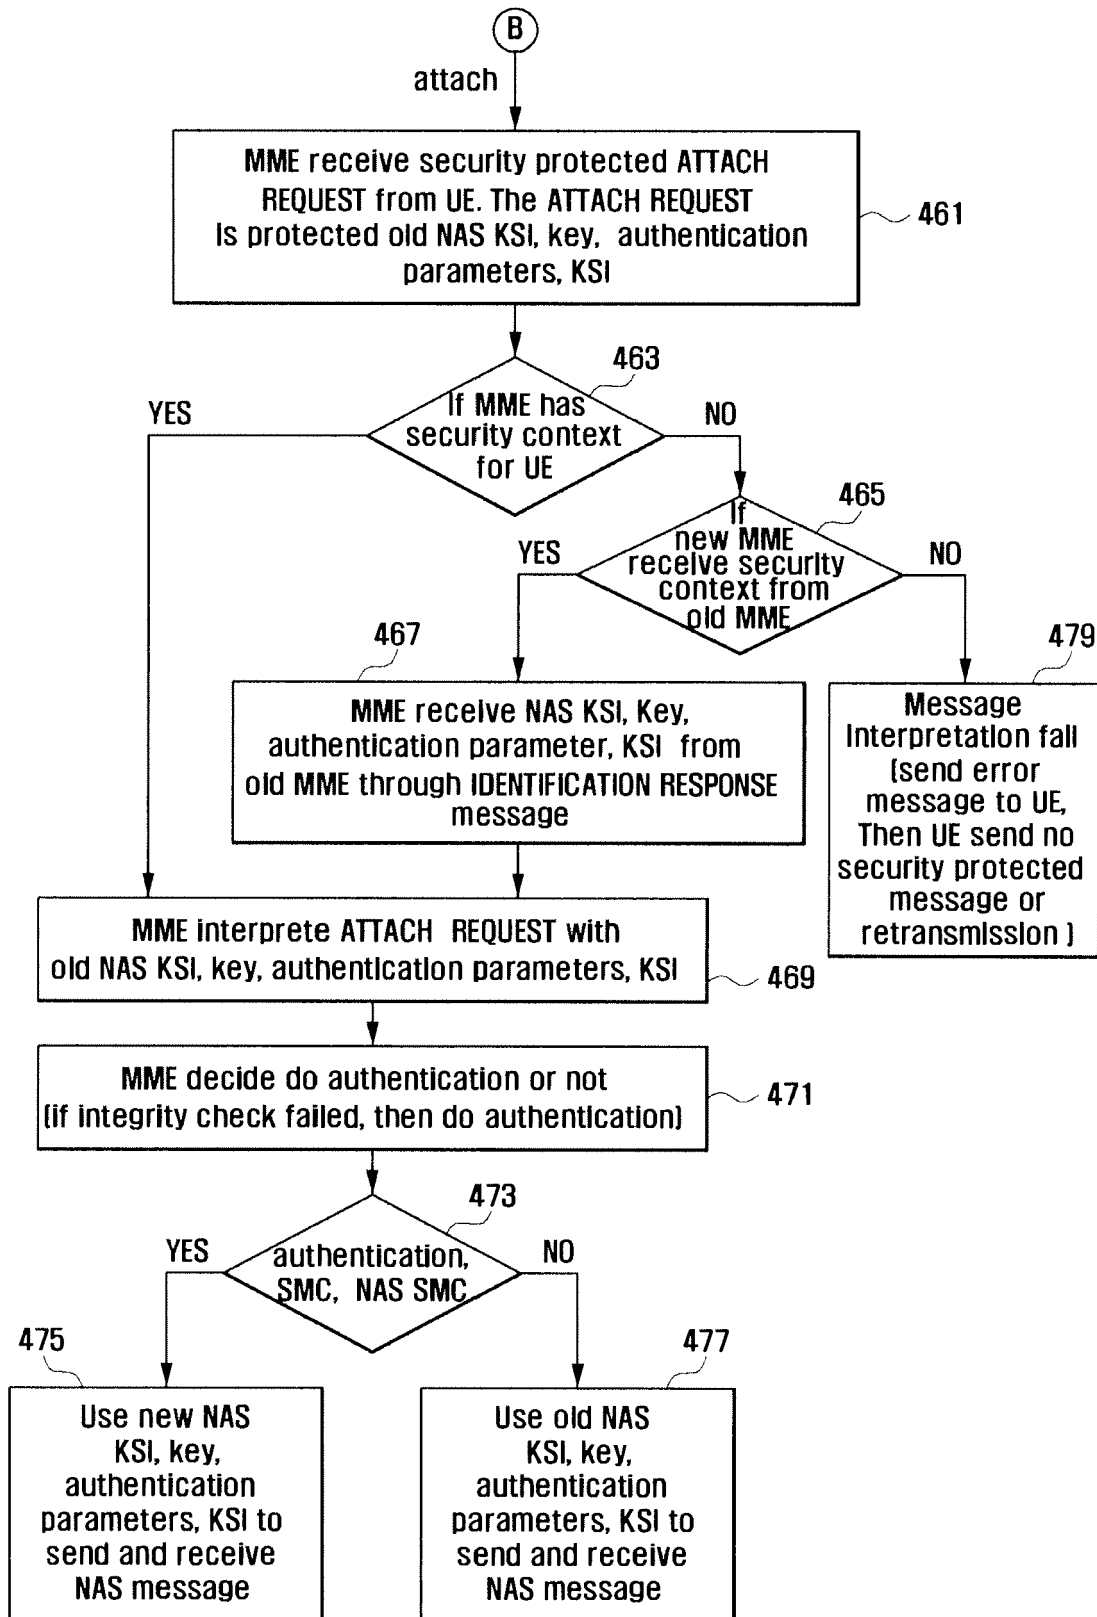 B
attach
MME receive security protected ATTACH
REQUEST from UE. The ATTACH REQUEST
is protected old NAS KSI, key, authentication
parameters, KSI
461
463
If MME has
security context
for UE
YES
NO
465
If
new MME
receive security
context from
old MME
YES
NO
467
MME receive NAS KSI, Key,
authentication parameter, KSI from
old MME through IDENTIFICATION RESPONSE
message
479
Message
interpretation fail
(send error
message to UE,
Then UE send no
security protected
message or
retransmission )
MME interprete ATTACH REQUEST with
old NAS KSI, key, authentication parameters, KSI
469
MME decide do authentication or not
(if integrity check failed, then do authentication)
471
473
authentication,
SMC, NAS SMC
YES
NO
475
Use new NAS
KSI, key,
authentication
parameters, KSI to
send and receive
NAS message
477
Use old NAS
KSI, key,
authentication
parameters, KSI to
send and receive
NAS message